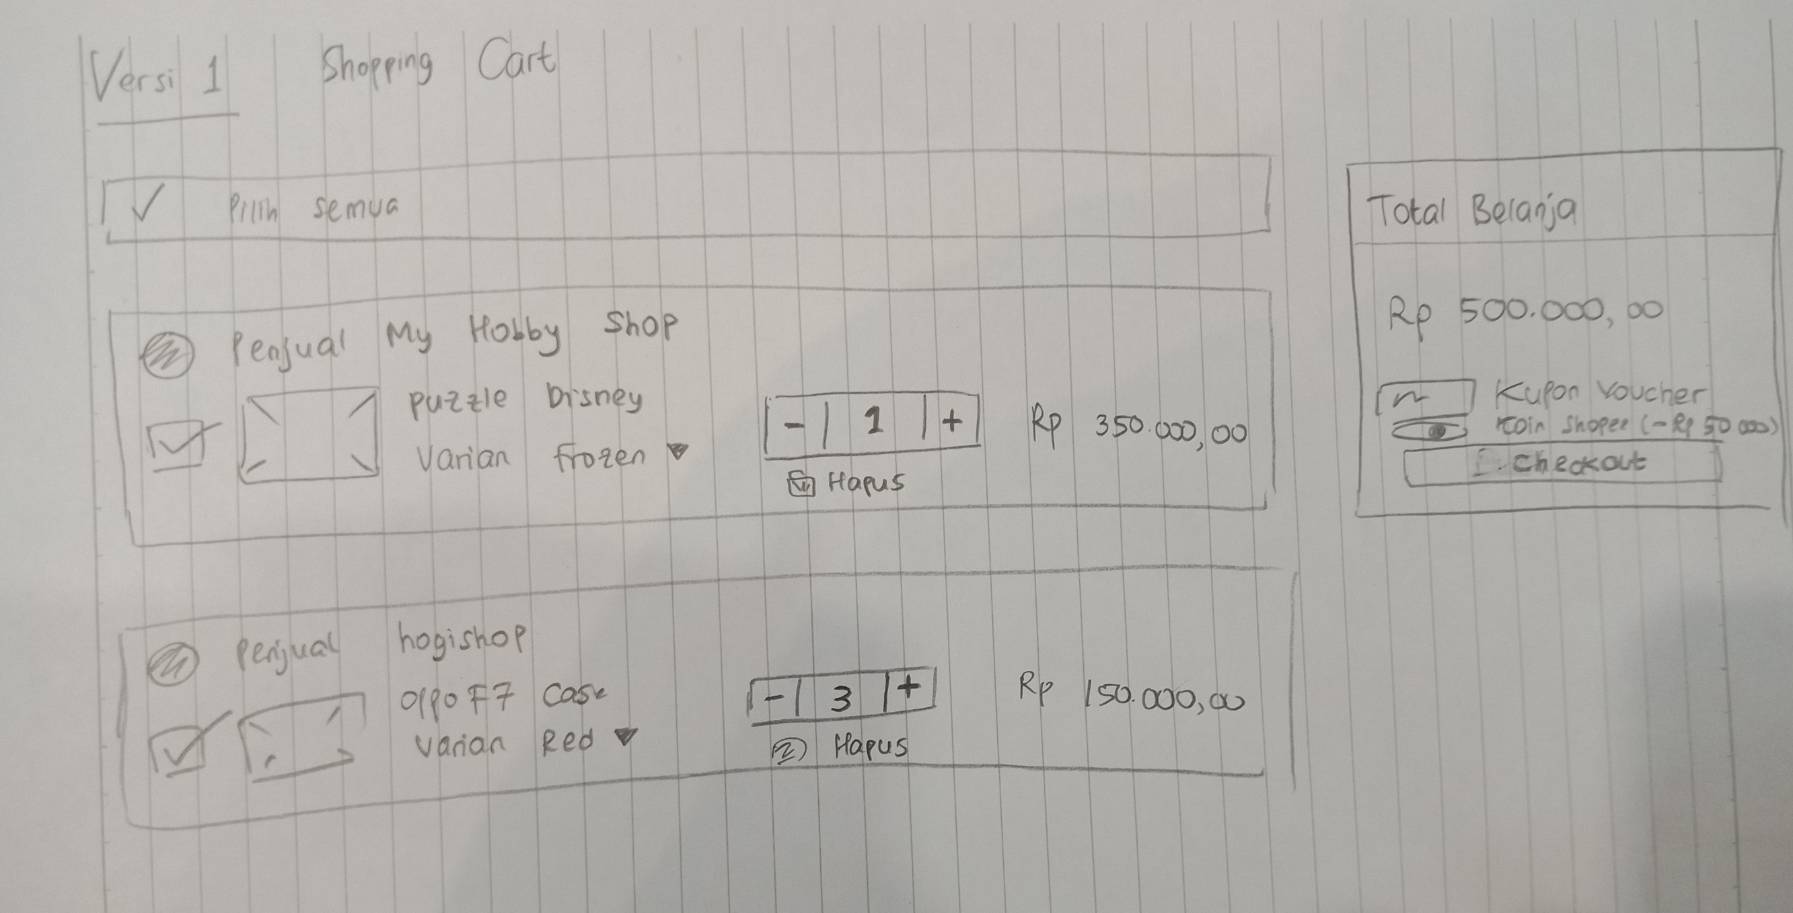 Versi 1 Shopping Cart
Pilih semua
Penjual My Hobby Shop
Puzzle Disney
Varian frozen
- 1 +
Hapus
Rp 350.000,00
Penjual hogishop
Oppo F7 Case
Varian Red
- 3 +
Hapus
Rp 150.000,00
Total Belanja
Rp 500.000,00
Kupon Voucher
Koin Shopee (-Rp 50 000)
Checkout